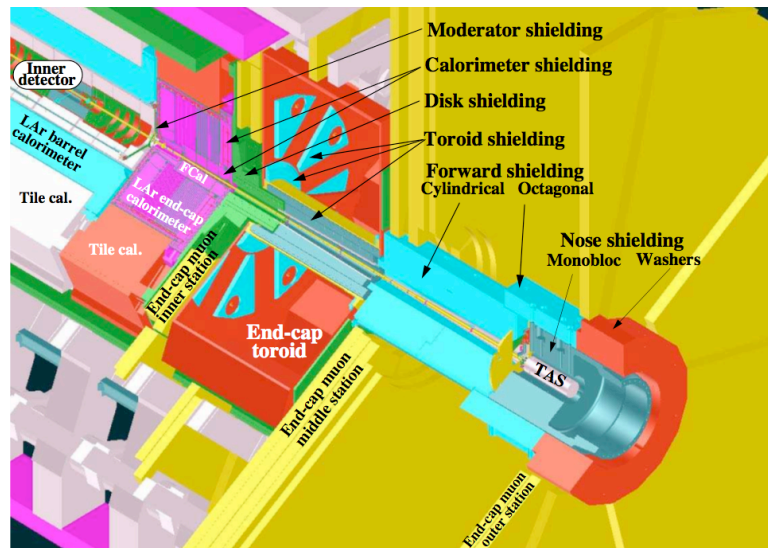 Moderator shielding
Calorimeter shielding
Disk shielding
Toroid shielding
Forward shielding
Cylindrical Octagonal
Nose shielding
Monobloc Washers
Inner
detector
LAr barrel
calorimeter
Tile cal.
FCal
LAr end-cap
calorimeter
Tile cal.
End-cap muon
inner station
End-cap
toroid
End-cap muon
middle station
TAS
End-cap muon
outer station